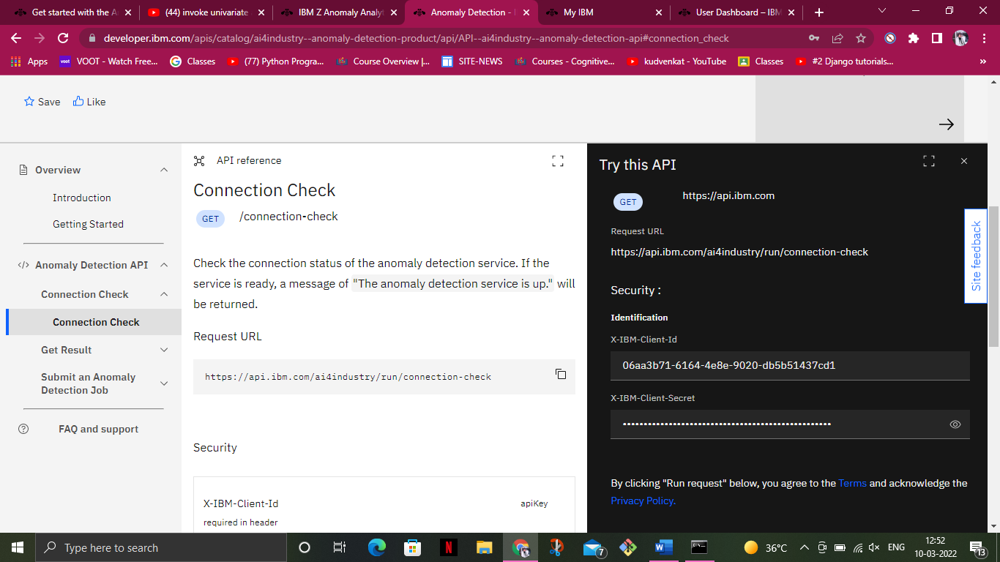 Get started with the A
(44) invoke univariate
IBM Z Anomaly Analyt
Anomaly Detection - I
My IBM
User Dashboard – IBM
developer.ibm.com/apis/catalog/ai4industry--anomaly-detection-product/api/API--ai4industry--anomaly-detection-api#connection_check
Apps
voot
VOOT - Watch Free...
Classes
(77) Python Progra...
Course Overview |...
SITE-NEWS
Courses - Cognitive...
kudvenkat - YouTube
Classes
#2 Django tutorials...
Save
Like
Overview
Introduction
Getting Started
</> Anomaly Detection API
Connection Check
Connection Check
Get Result
Submit an Anomaly
Detection Job
FAQ and support
API reference
Connection Check
GET /connection-check
Check the connection status of the anomaly detection service. If the
service is ready, a message of "The anomaly detection service is up." will
be returned.
Request URL
https://api.ibm.com/ai4industry/run/connection-check
Security
X-IBM-Client-Id apiKey
required in header
Try this API
GET https://api.ibm.com
Request URL
https://api.ibm.com/ai4industry/run/connection-check
Security :
Identification
X-IBM-Client-Id
06aa3b71-6164-4e8e-9020-db5b51437cd1
X-IBM-Client-Secret
••••••••••••••••••••••••••••••••••••••••••••••••••
By clicking "Run request" below, you agree to the Terms and acknowledge the
Privacy Policy.
Site feedback
Type here to search
N
7
W
36°C
ENG
12:52
10-03-2022
13